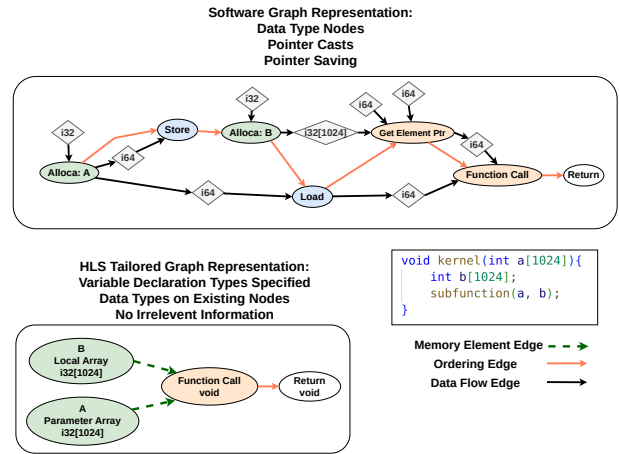 Software Graph Representation:
Data Type Nodes
Pointer Casts
Pointer Saving
i32
i64
i64
i32
Store
Alloca: B
i32[1024]
Get Element Ptr
i64
i64
Alloca: A
i64
Load
i64
Function Call
Return
HLS Tailored Graph Representation:
Variable Declaration Types Specified
Data Types on Existing Nodes
No Irrelevent Information
void kernel(int a[1024]){
int b[1024];
subfunction(a, b);
}
B
Local Array
i32[1024]
Function Call
void
Return
void
A
Parameter Array
i32[1024]
Memory Element Edge
Ordering Edge
Data Flow Edge